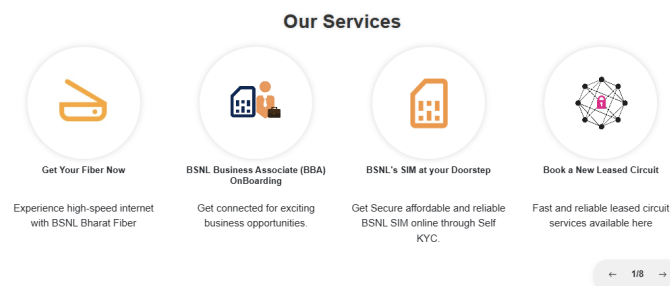 Our Services
Get Your Fiber Now
BSNL Business Associate (BBA)
OnBoarding
BSNL's SIM at your Doorstep
Book a New Leased Circuit
Experience high-speed internet
with BSNL Bharat Fiber
Get connected for exciting
business opportunities.
Get Secure affordable and reliable
BSNL SIM online through Self
KYC.
Fast and reliable leased circuit
services available here
← 1/8 →